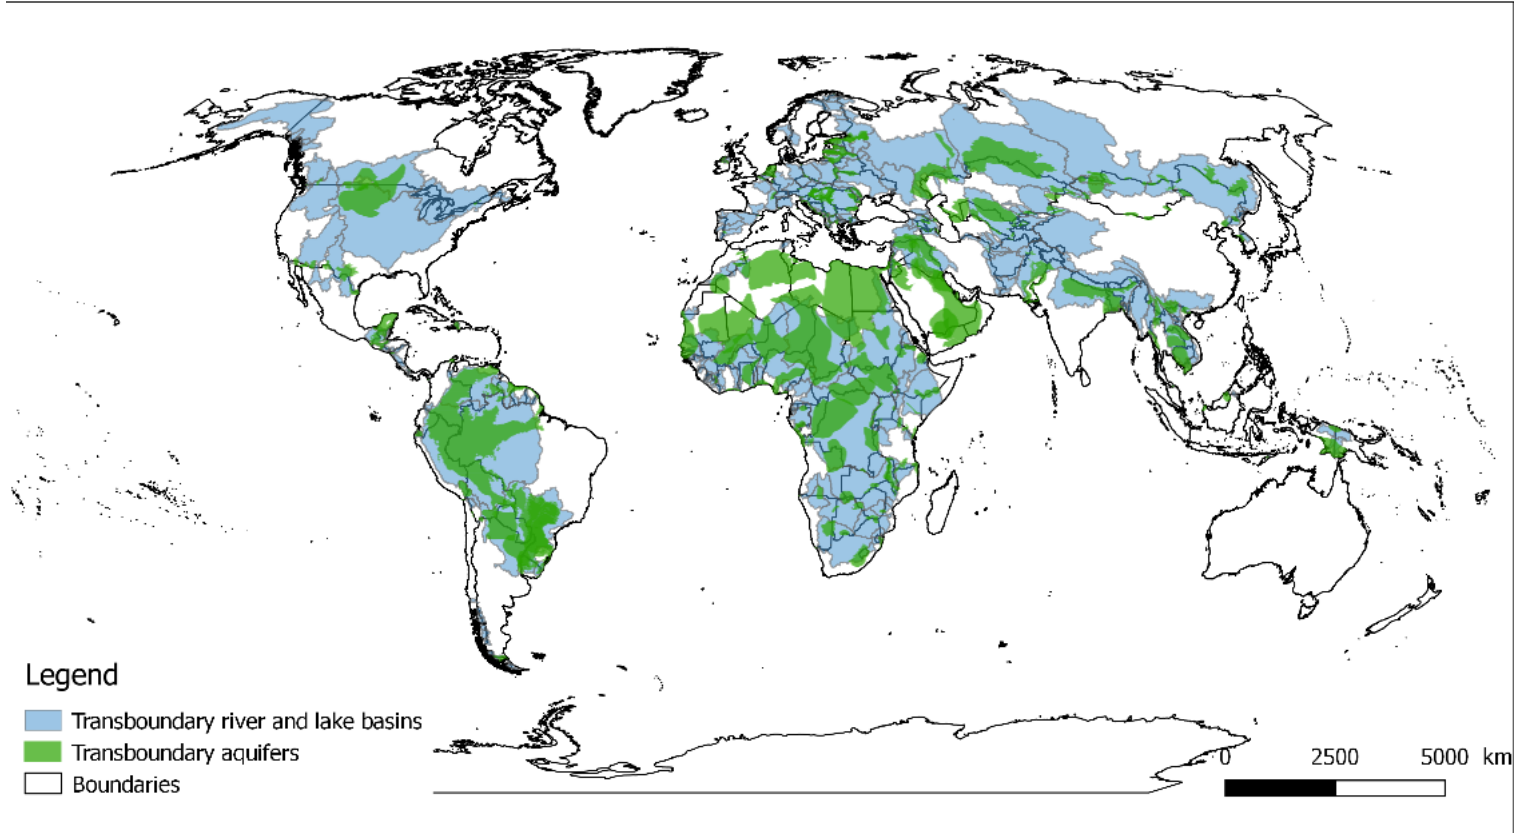 Legend
Transboundary river and lake basins
Transboundary aquifers
Boundaries
0 2500 5000 km